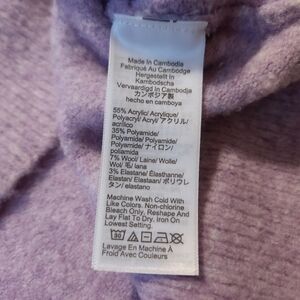 Made In Cambodia
Fabriqué Au Cambodge
Hergestellt In
Kambodscha
Vervaardigd In Cambodja
カンボジア製
hecho en camboya
55% Acrylic/ Acrylique/
Polyacryl/ Acryl/ アクリル/
acrílico
35% Polyamide/
Polyamide/
Polyamide/ ナイロン/
poliamida
7% Wool/ Laine/ Wolle/
Wol/ 毛/ lana
3% Elastane/ Élasthanne/
Elastan/ Elastaan/ ポリウレ
タン/ elastano
Machine Wash Cold With
Like Colors. Non-chlorine
Bleach Only. Reshape And
Lay Flat To Dry. Iron On
Lowest Setting.
30
Lavage En Machine À
Froid Avec Couleurs